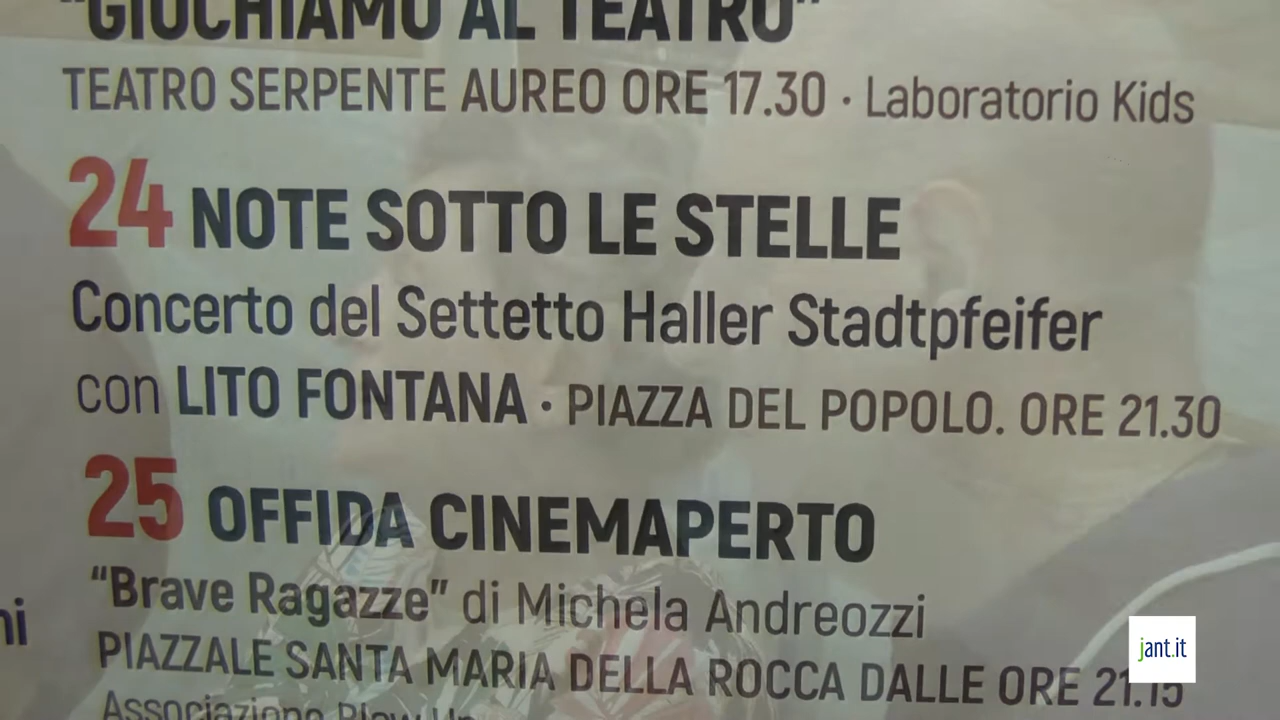 "GIOCHIAMO AL TEATRO"
TEATRO SERPENTE AUREO ORE 17.30 · Laboratorio Kids
24 NOTE SOTTO LE STELLE
Concerto del Settetto Haller Stadtpfeifer
con LITO FONTANA · PIAZZA DEL POPOLO. ORE 21.30
25 OFFIDA CINEMAPERTO
"Brave Ragazze" di Michela Andreozzi
PIAZZALE SANTA MARIA DELLA ROCCA DALLE ORE 21.15
Associazione
jant.it